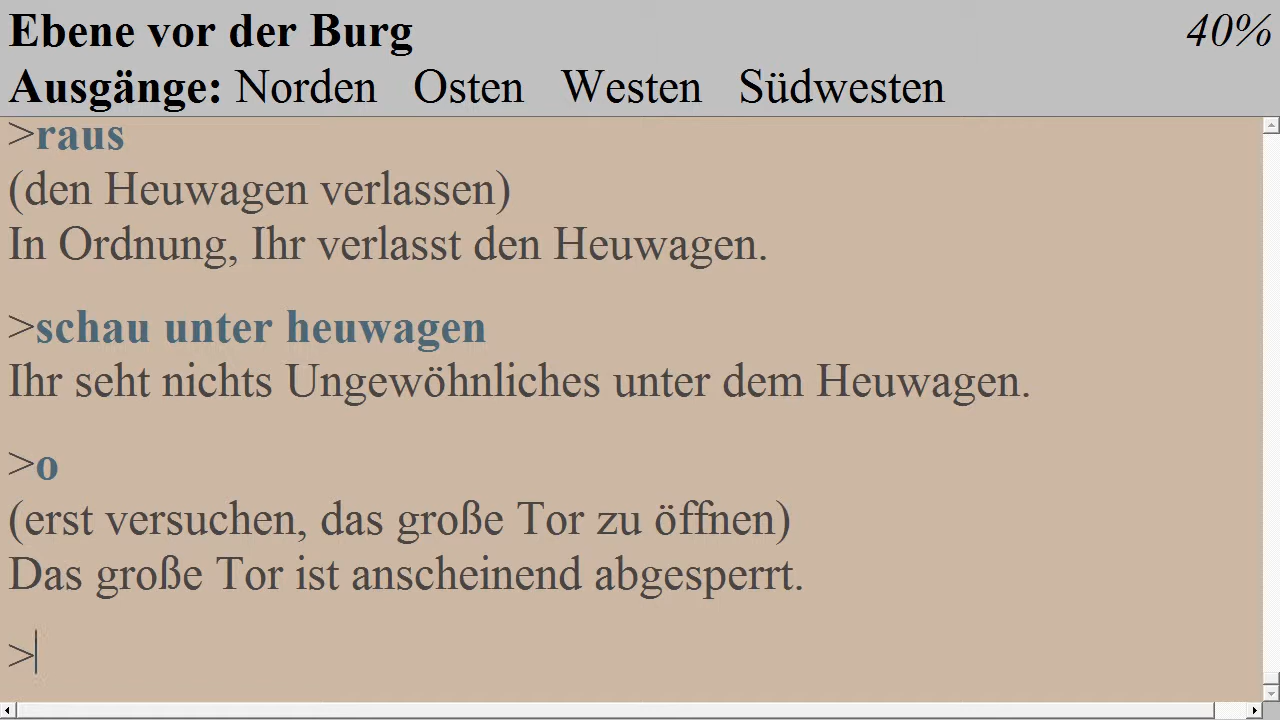 Ebene vor der Burg 40%
Ausgänge: Norden Osten Westen Südwesten
>raus
(den Heuwagen verlassen)
In Ordnung, Ihr verlasst den Heuwagen.
>schau unter heuwagen
Ihr seht nichts Ungewöhnliches unter dem Heuwagen.
>o
(erst versuchen, das große Tor zu öffnen)
Das große Tor ist anscheinend abgesperrt.
>